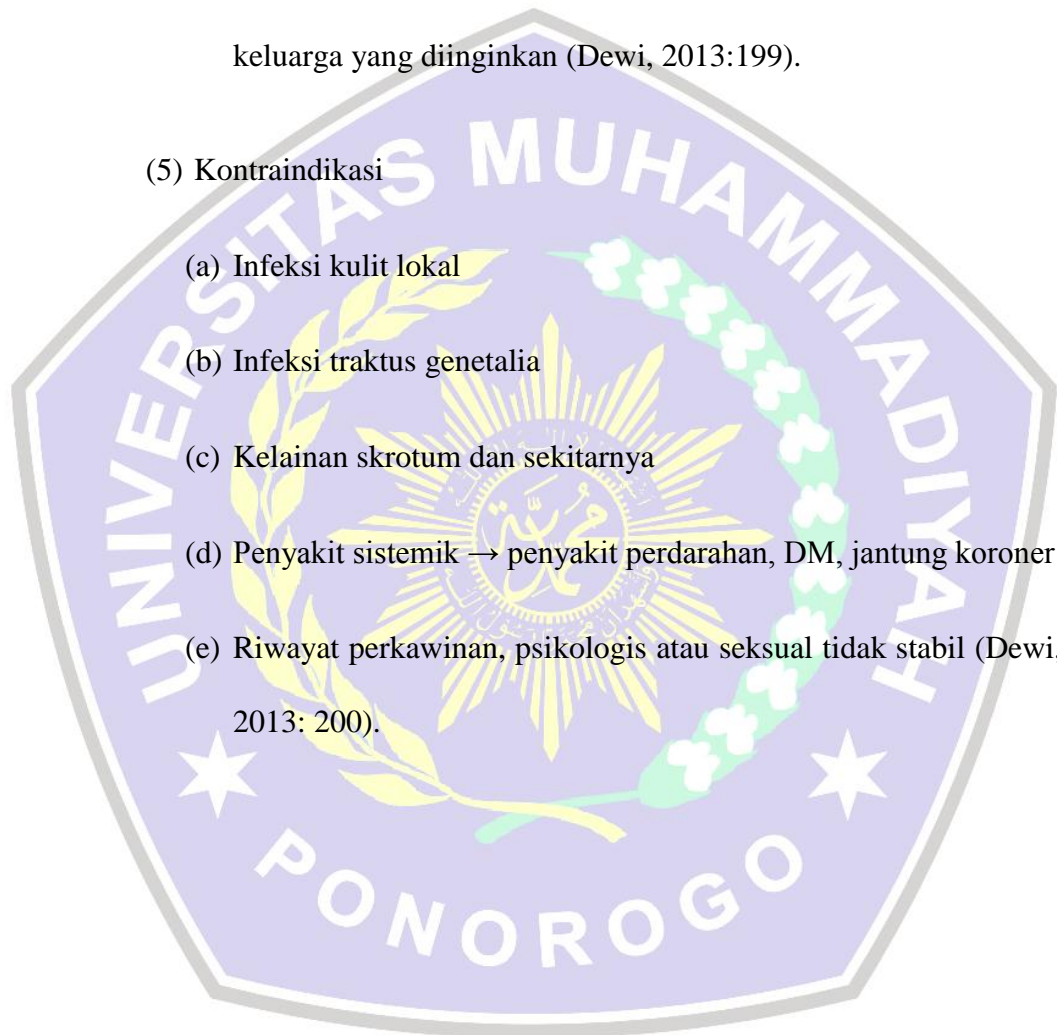 keluarga yang diinginkan (Dewi, 2013:199).
(5) Kontraindikasi
(a) Infeksi kulit lokal
(b) Infeksi traktus genetalia
(c) Kelainan skrotum dan sekitarnya
(d) Penyakit sistemik → penyakit perdarahan, DM, jantung koroner
(e) Riwayat perkawinan, psikologis atau seksual tidak stabil (Dewi,
2013: 200).
UNIVERSITAS MUHAMMADIYAH
PONOROGO